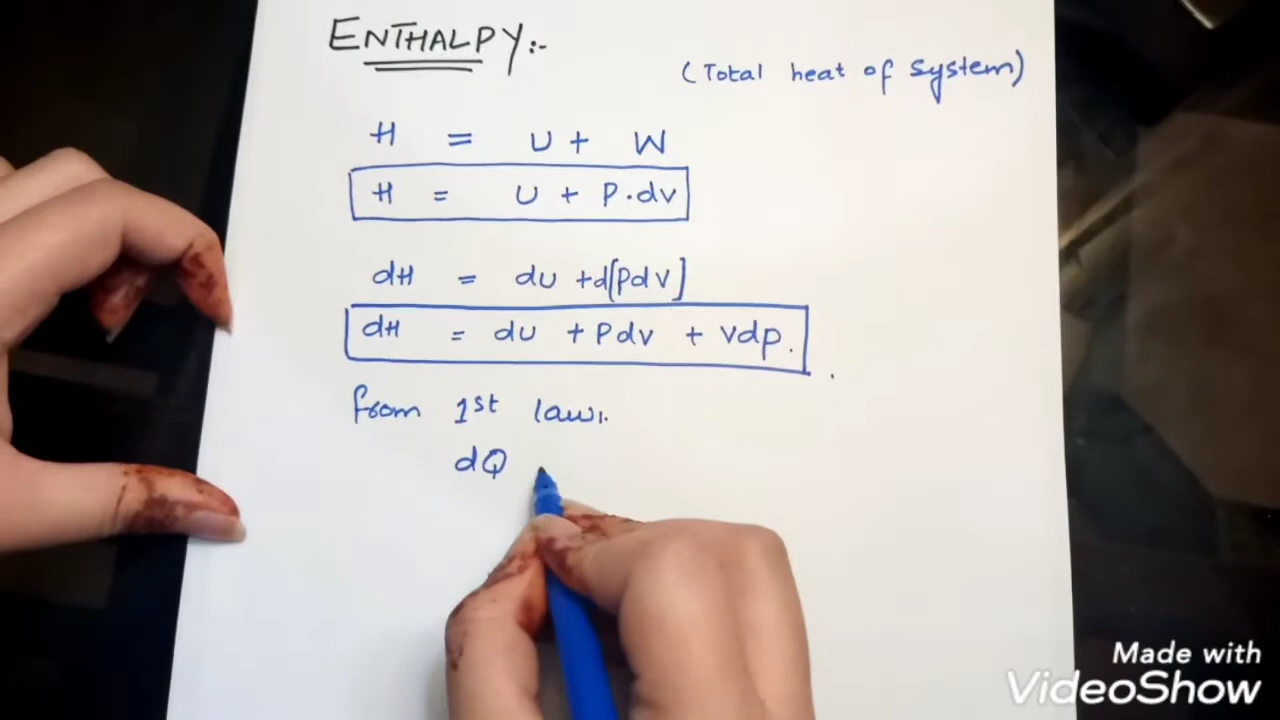 ENTHALPY:-
(Total heat of system)
H = U + W
H = U + P.dv
dH = dU + d[Pdv]
dH = dU + Pdv + vdp.
from 1st law.
dQ
Made with
VideoShow